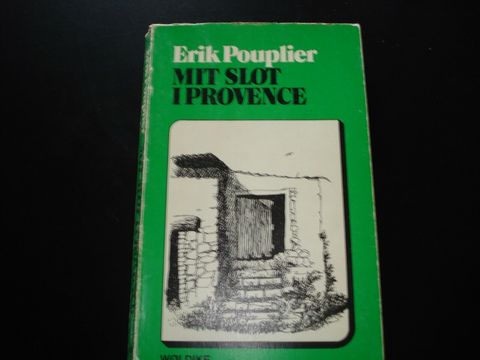 Erik Pouplier
MIT SLOT
I PROVENCE